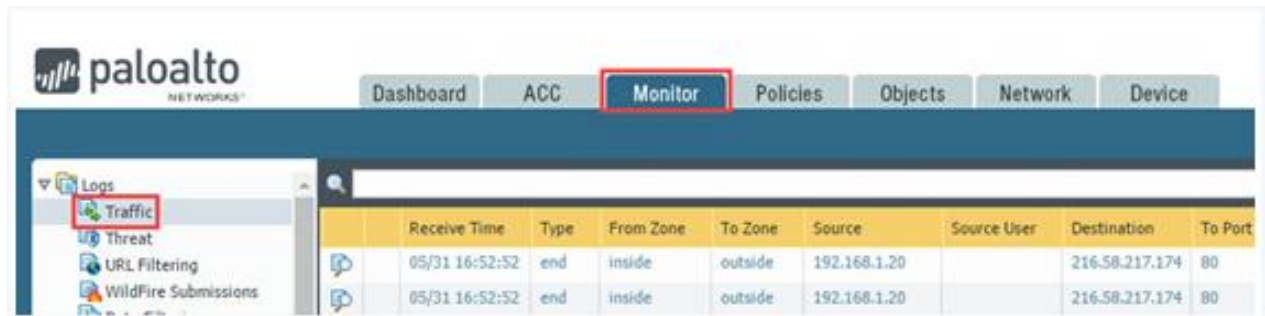 paloalto
NETWORKS
Dashboard ACC Monitor Policies Objects Network Device
Logs
Traffic
Threat
URL Filtering
WildFire Submissions
Receive Time Type From Zone To Zone Source Source User Destination To Port
05/31 16:52:52 end inside outside 192.168.1.20 216.58.217.174 80
05/31 16:52:52 end inside outside 192.168.1.20 216.58.217.174 80